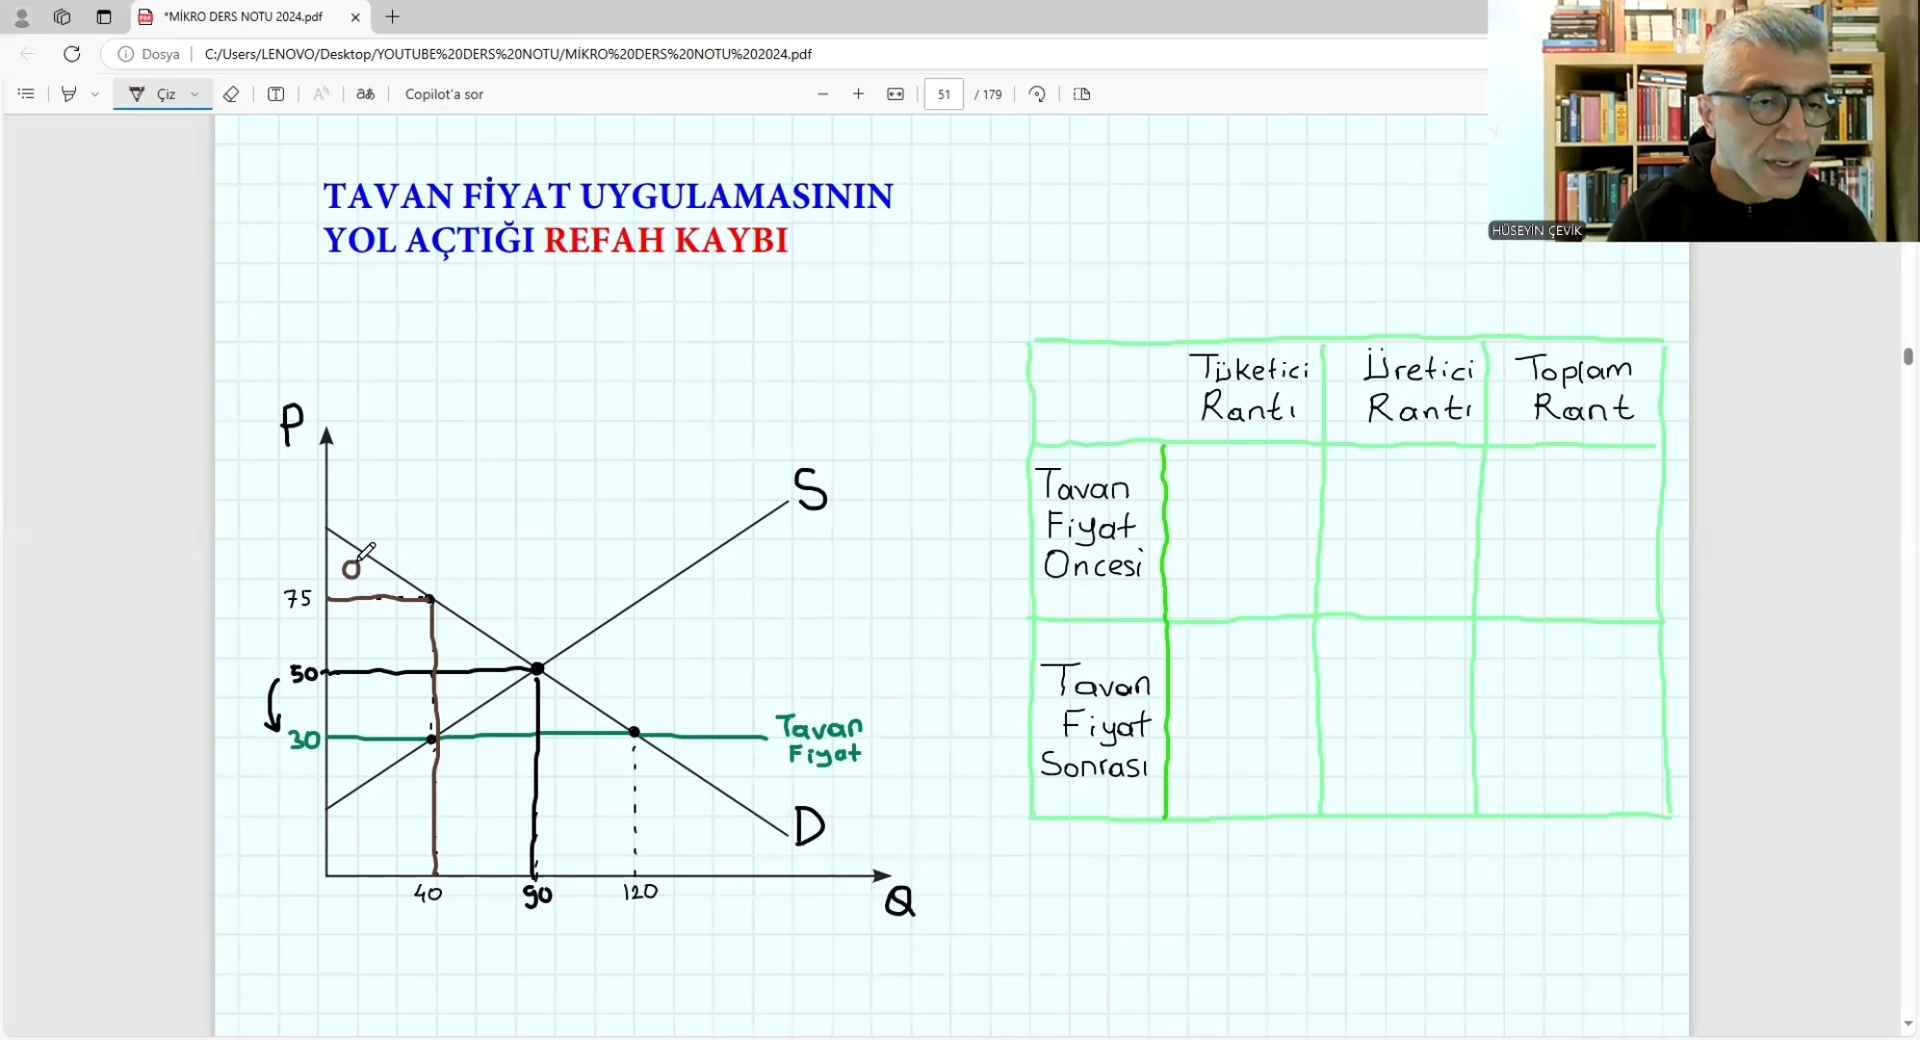 *MİKRO DERS NOTU 2024.pdf
Dosya
C:/Users/LENOVO/Desktop/YOUTUBE%20DERS%20NOTU/MİKRO%20DERS%20NOTU%202024.pdf
Çiz
Copilot'a sor
51 / 179
HÜSEYİN ÇEVİK
TAVAN FİYAT UYGULAMASININ
YOL AÇTIĞI REFAH KAYBI
P
S
75
50
30
Tavan
Fiyat
D
40
90
120
Q
Tüketici
Rantı
Üretici
Rantı
Toplam
Rant
Tavan
Fiyat
Oncesi
Tavan
Fiyat
Sonrası